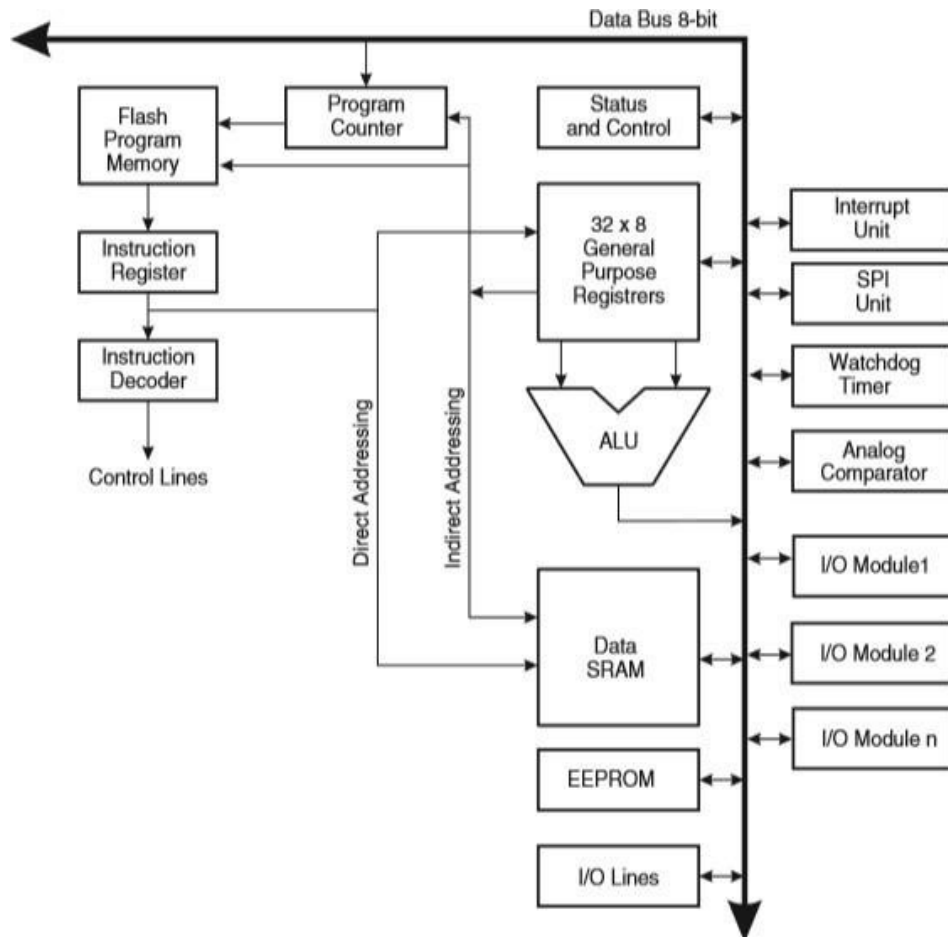 Data Bus 8-bit
Flash
Program
Memory
Program
Counter
Status
and Control
32 x 8
General
Purpose
Registrers
Interrupt
Unit
Instruction
Register
SPI
Unit
Instruction
Decoder
Watchdog
Timer
ALU
Analog
Comparator
Control Lines
Direct Addressing
Indirect Addressing
I/O Module1
Data
SRAM
I/O Module 2
I/O Module n
EEPROM
I/O Lines